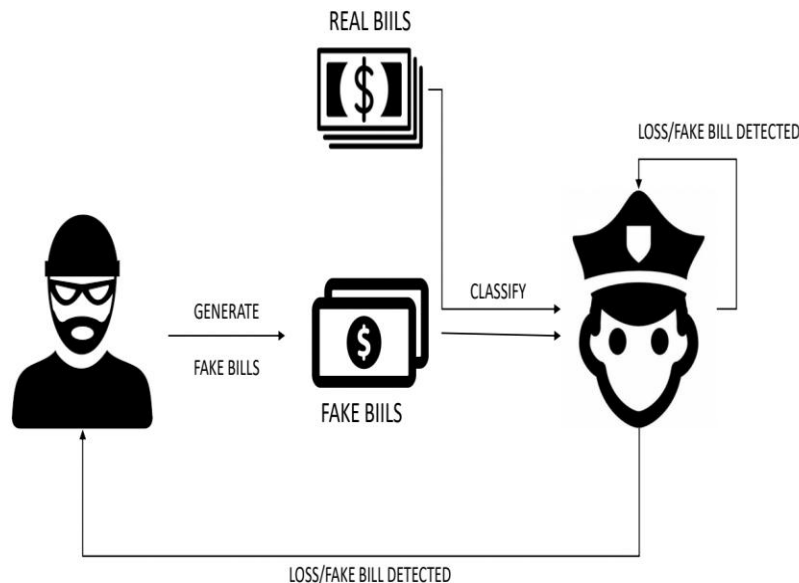 REAL BIILS
$
LOSS/FAKE BILL DETECTED
GENERATE
FAKE BILLS
CLASSIFY
$
FAKE BIILS
LOSS/FAKE BILL DETECTED